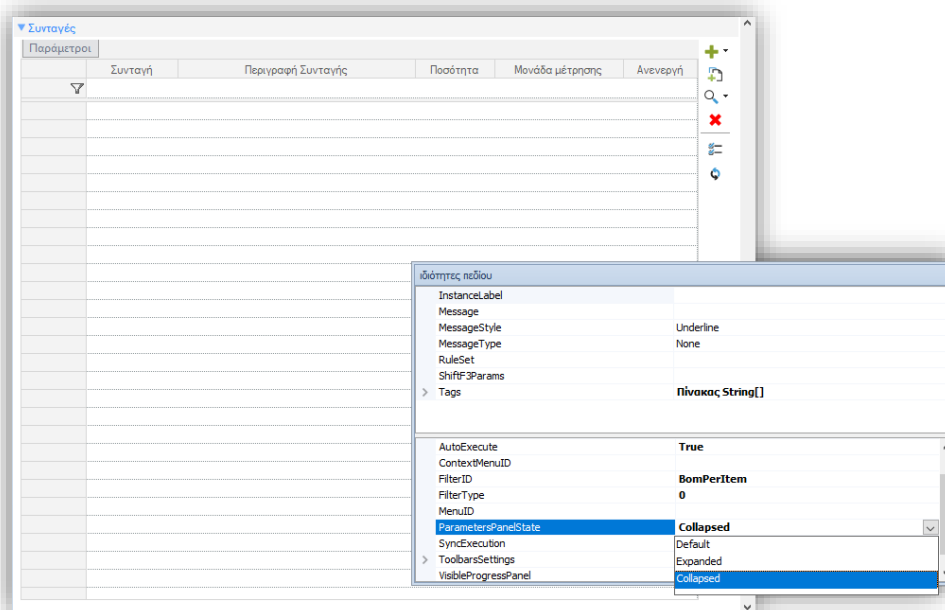 Συνταγές
Παράμετροι
Συνταγή Περιγραφή Συνταγής Ποσότητα Μονάδα μέτρησης Ανενεργή
ιδιότητες πεδίου
InstanceLabel
Message
MessageStyle Underline
MessageType None
RuleSet
ShiftF3Params
Tags Πίνακας String[]
AutoExecute True
ContextMenuID
FilterID BomPerItem
FilterType 0
MenuID
ParametersPanelState Collapsed
SyncExecution Default
ToolbarsSettings Expanded
VisibleProgressPanel Collapsed